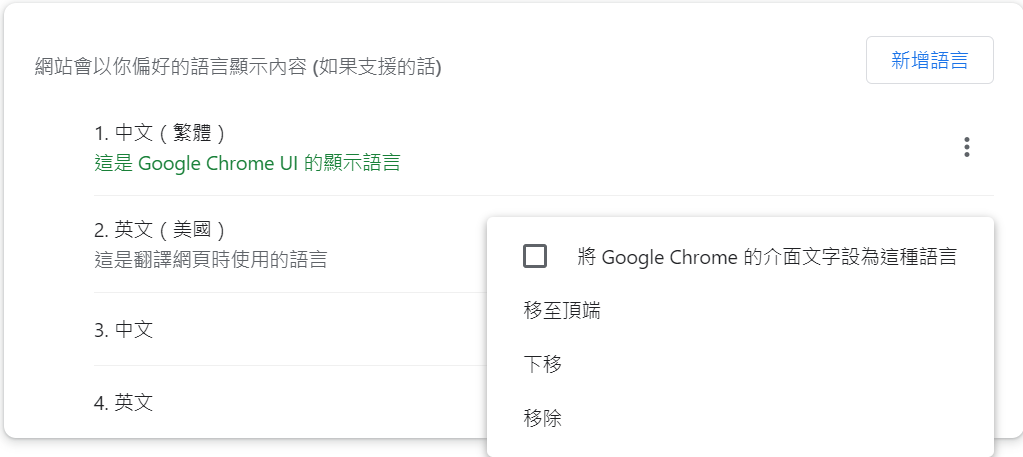 網站會以你偏好的語言顯示內容 (如果支援的話)
新增語言
1. 中文（繁體）
這是 Google Chrome UI 的顯示語言
2. 英文（美國）
這是翻譯網頁時使用的語言
3. 中文
4. 英文
將 Google Chrome 的介面文字設為這種語言
移至頂端
下移
移除